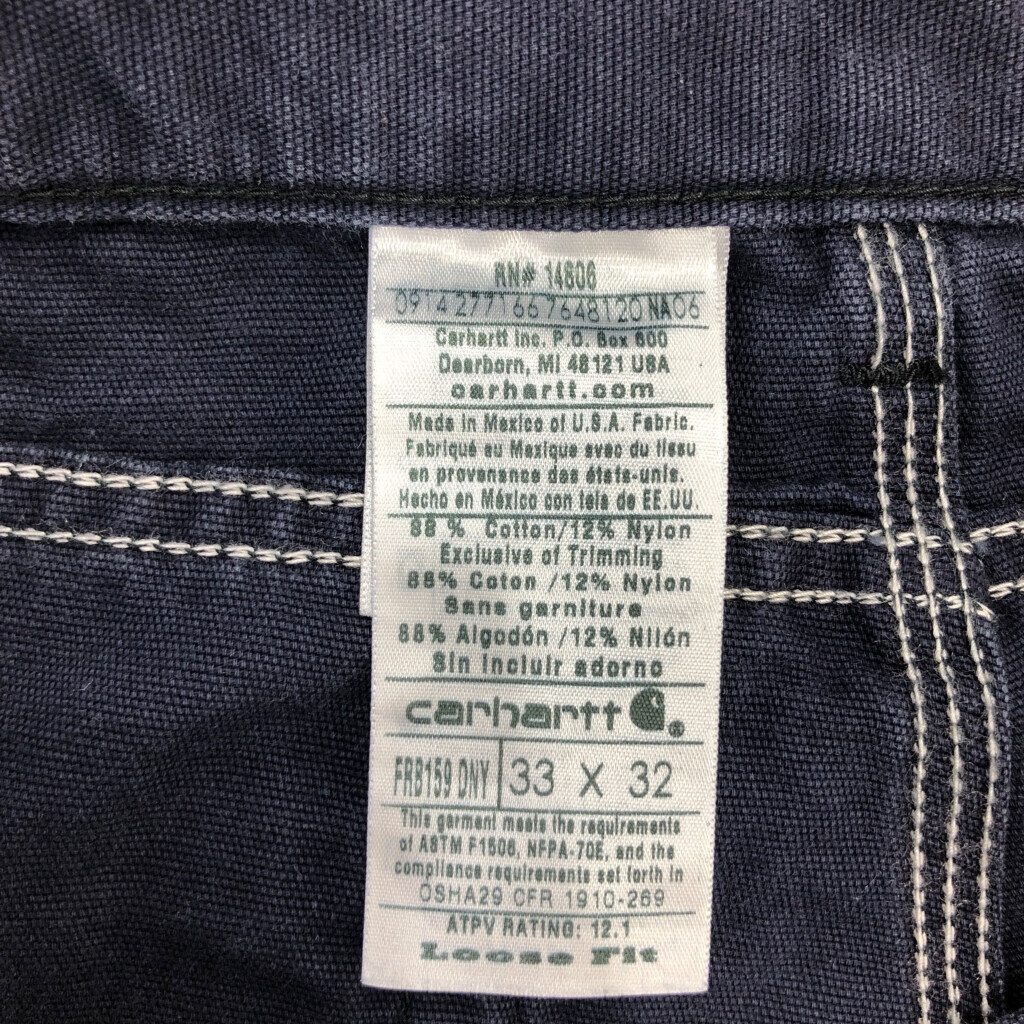 RN# 14806
0914277166 7648120 NA06
Carhartt Inc. P.O. Box 600
Dearborn, MI 48121 USA
carhartt.com
Made in Mexico of U.S.A. Fabric.
Fabriqué au Mexique avec du tissu
en provenance des états-unis.
Hecho en México con tela de EE.UU.
88 % Cotton/12% Nylon
Exclusive of Trimming
88% Coton /12% Nylon
Sans garniture
88% Algodón /12% Nilón
Sin incluir adorno
carhartt ®
FRB159 DNY 33 X 32
This garment meets the requirements
of ASTM F1506, NFPA-70E, and the
compliance requirements set forth in
OSHA29 CFR 1910-269
ATPV RATING: 12.1
Loose Fit